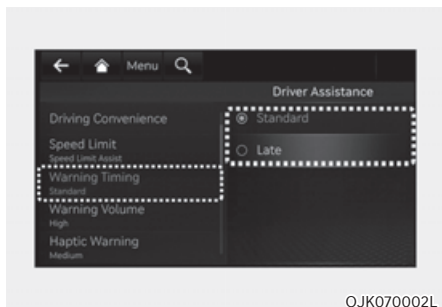 Menu
Driver Assistance
Driving Convenience
Speed Limit
Speed Limit Assist
Warning Timing
Standard
Warning Volume
High
Haptic Warning
Medium
Standard
Late
OJK070002L